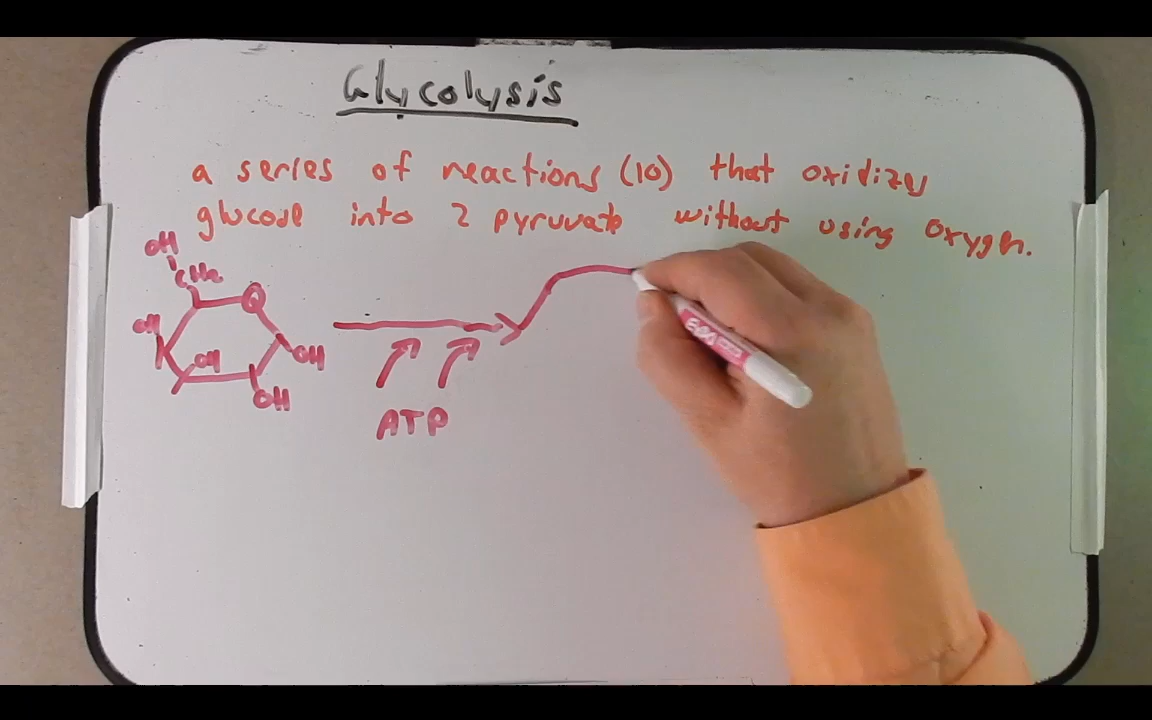 Glycolysis
a series of reactions (10) that oxidizes
glucose into 2 pyruvate without using oxygen.
OH
CH2
O
OH
OH
OH
OH
ATP
EXPO